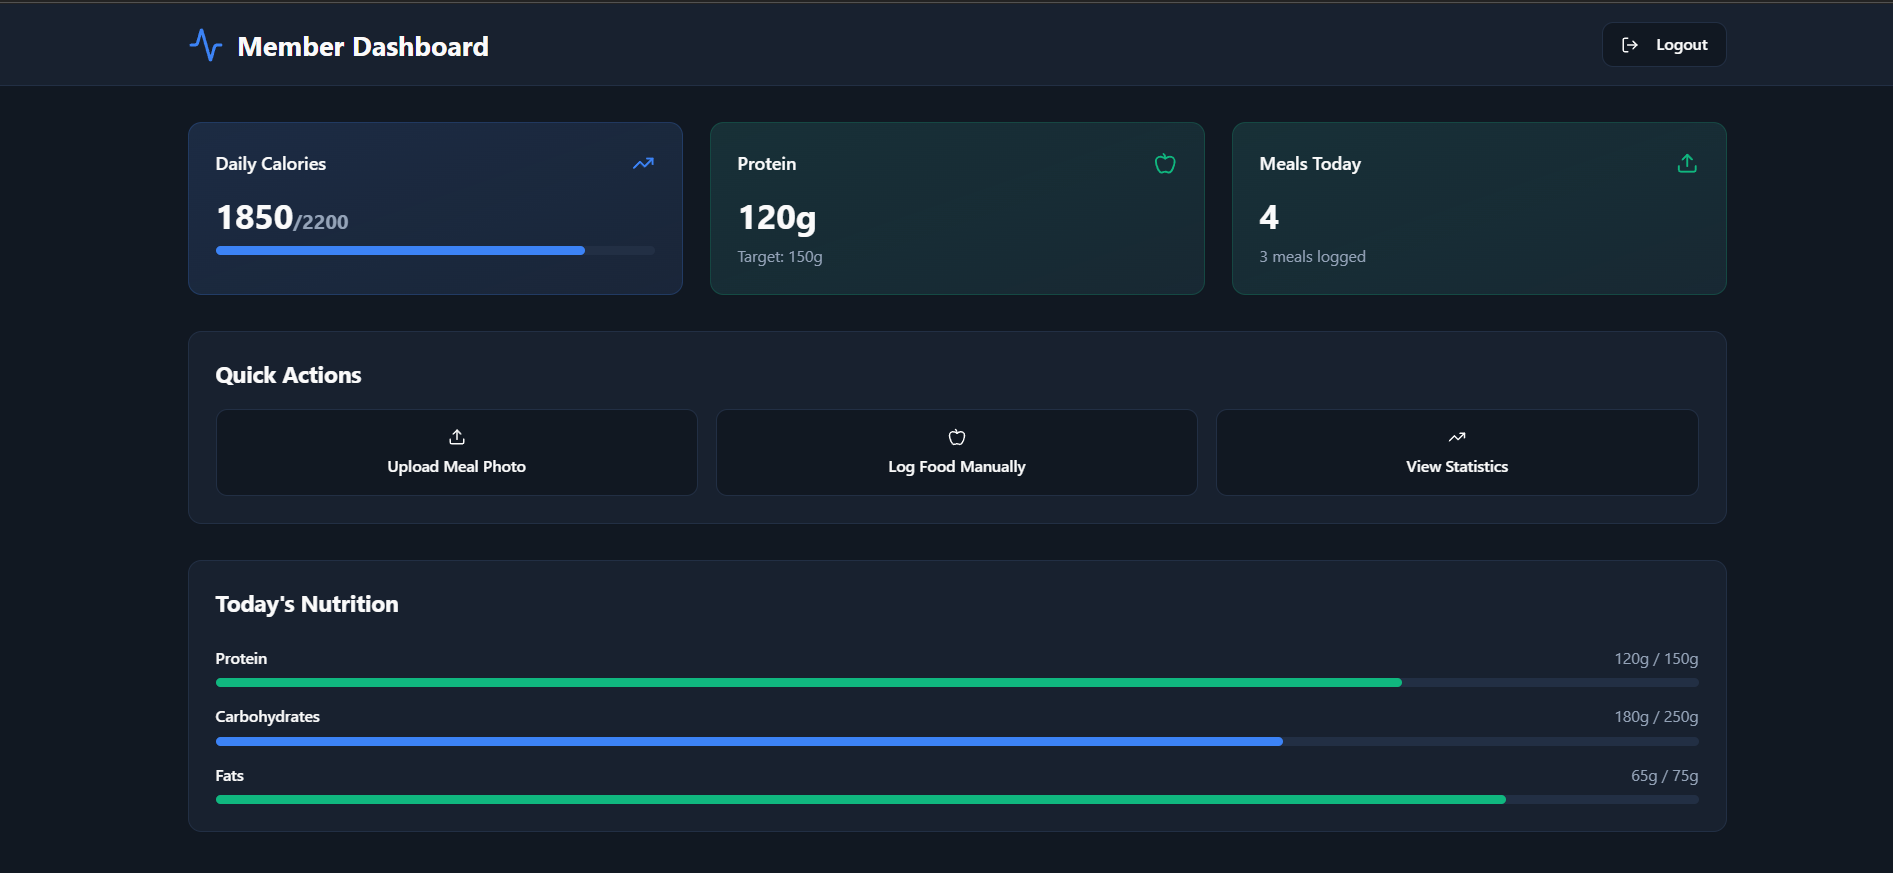 Member Dashboard
Logout
Daily Calories
1850/2200
Protein
120g
Target: 150g
Meals Today
4
3 meals logged
Quick Actions
Upload Meal Photo
Log Food Manually
View Statistics
Today's Nutrition
Protein
120g / 150g
Carbohydrates
180g / 250g
Fats
65g / 75g